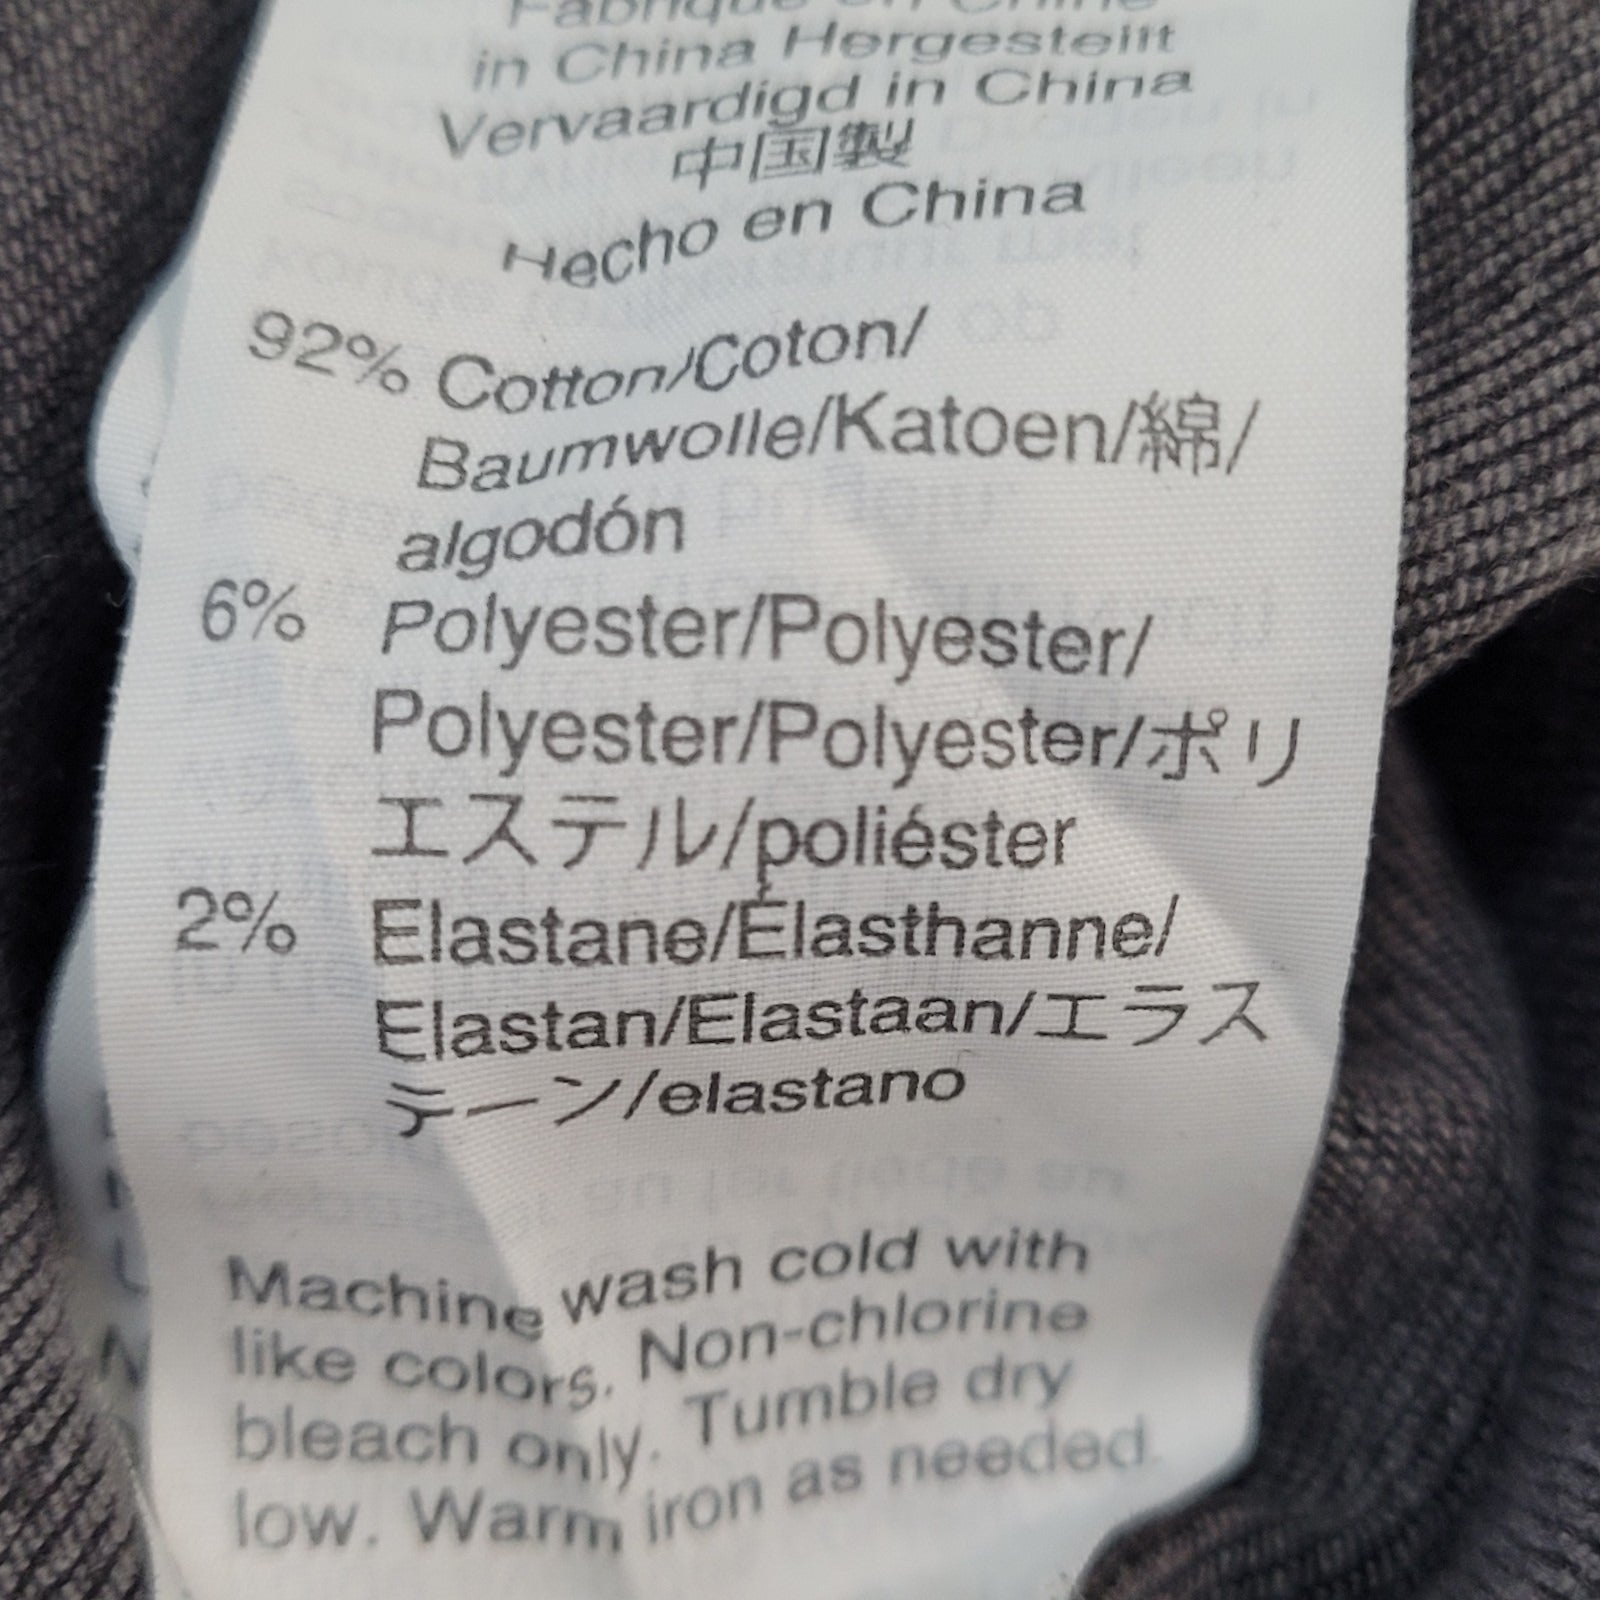 Fabriqué en Chine
in China Hergestellt
Vervaardigd in China
中国製
Hecho en China
92% Cotton/Coton/
Baumwolle/Katoen/綿/
algodón
6% Polyester/Polyester/
Polyester/Polyester/ポリ
エステル/poliéster
2% Elastane/Élasthanne/
Elastan/Elastaan/エラス
テーン/elastano
Machine wash cold with
like colors. Non-chlorine
bleach only. Tumble dry
low. Warm iron as needed.